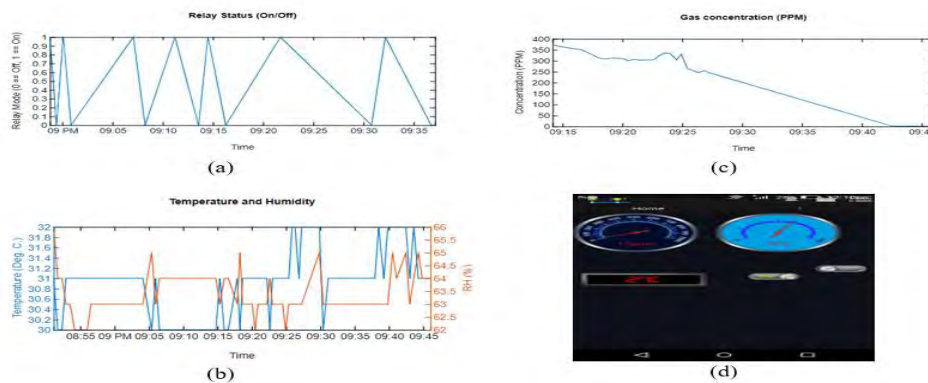 Relay Status (On/Off)
Relay Mode (0 == Off, 1 == On)
1
0.9
0.8
0.7
0.6
0.5
0.4
0.3
0.2
0.1
0
09 PM 09:05 09:10 09:15 09:20 09:25 09:30 09:35
Time
(a)
Gas concentration (PPM)
Concentration (PPM)
400
350
300
250
200
150
100
50
0
09:15 09:20 09:25 09:30 09:35 09:40
Time
(c)
Temperature and Humidity
Temperature (Deg. C.)
32
31.8
31.6
31.4
31.2
31
30.8
30.6
30.4
30.2
30
RH (%)
66
65.5
65
64.5
64
63.5
63
62.5
62
08:55 09 PM 09:05 09:10 09:15 09:20 09:25 09:30 09:35 09:40 09:45
Time
(b)
Home
(d)